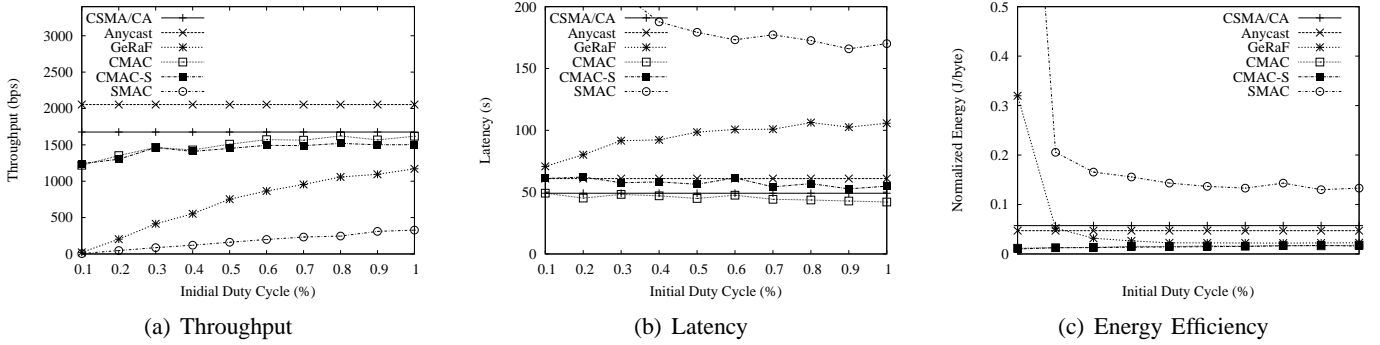 Throughput (bps)
3500
3000
2500
2000
1500
1000
500
0
CSMA/CA
Anycast
GeRaF
CMAC
CMAC-S
SMAC
0.1 0.2 0.3 0.4 0.5 0.6 0.7 0.8 0.9 1
Inidial Duty Cycle (%)
(a) Throughput
Latency (s)
200
150
100
50
0
CSMA/CA
Anycast
GeRaF
CMAC
CMAC-S
SMAC
0.1 0.2 0.3 0.4 0.5 0.6 0.7 0.8 0.9 1
Initial Duty Cycle (%)
(b) Latency
Nomalized Energy (J/byte)
0.5
0.4
0.3
0.2
0.1
0
CSMA/CA
Anycast
GeRaF
CMAC
CMAC-S
SMAC
Initial Duty Cycle (%)
(c) Energy Efficiency